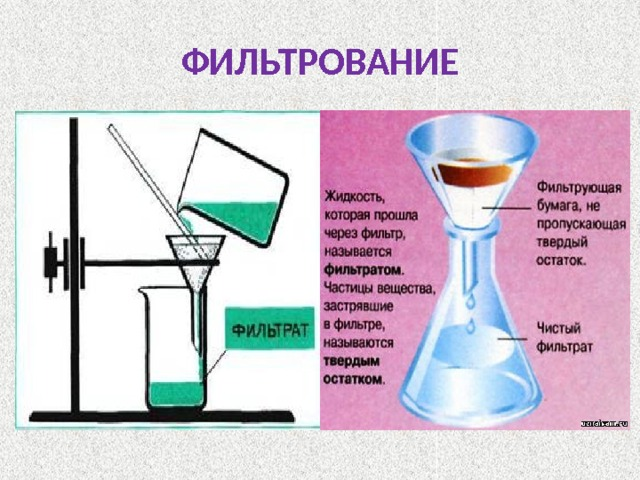 ФИЛЬТРОВАНИЕ
Жидкость,
которая прошла
через фильтр,
называется
фильтратом.
Частицы вещества,
застрявшие
в фильтре,
называются
твердым
остатком.
ФИЛЬТРАТ
Фильтрующая
бумага, не
пропускающая
твердый
остаток.
Чистый
фильтрат